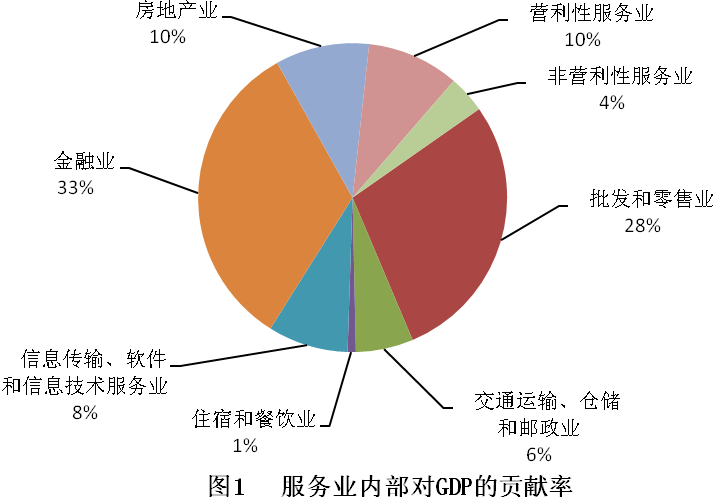 房地产业
10%
营利性服务业
10%
非营利性服务业
4%
金融业
33%
批发和零售业
28%
信息传输、软件
和信息技术服务业
8%
住宿和餐饮业
1%
交通运输、仓储
和邮政业
6%
图1 服务业内部对GDP的贡献率